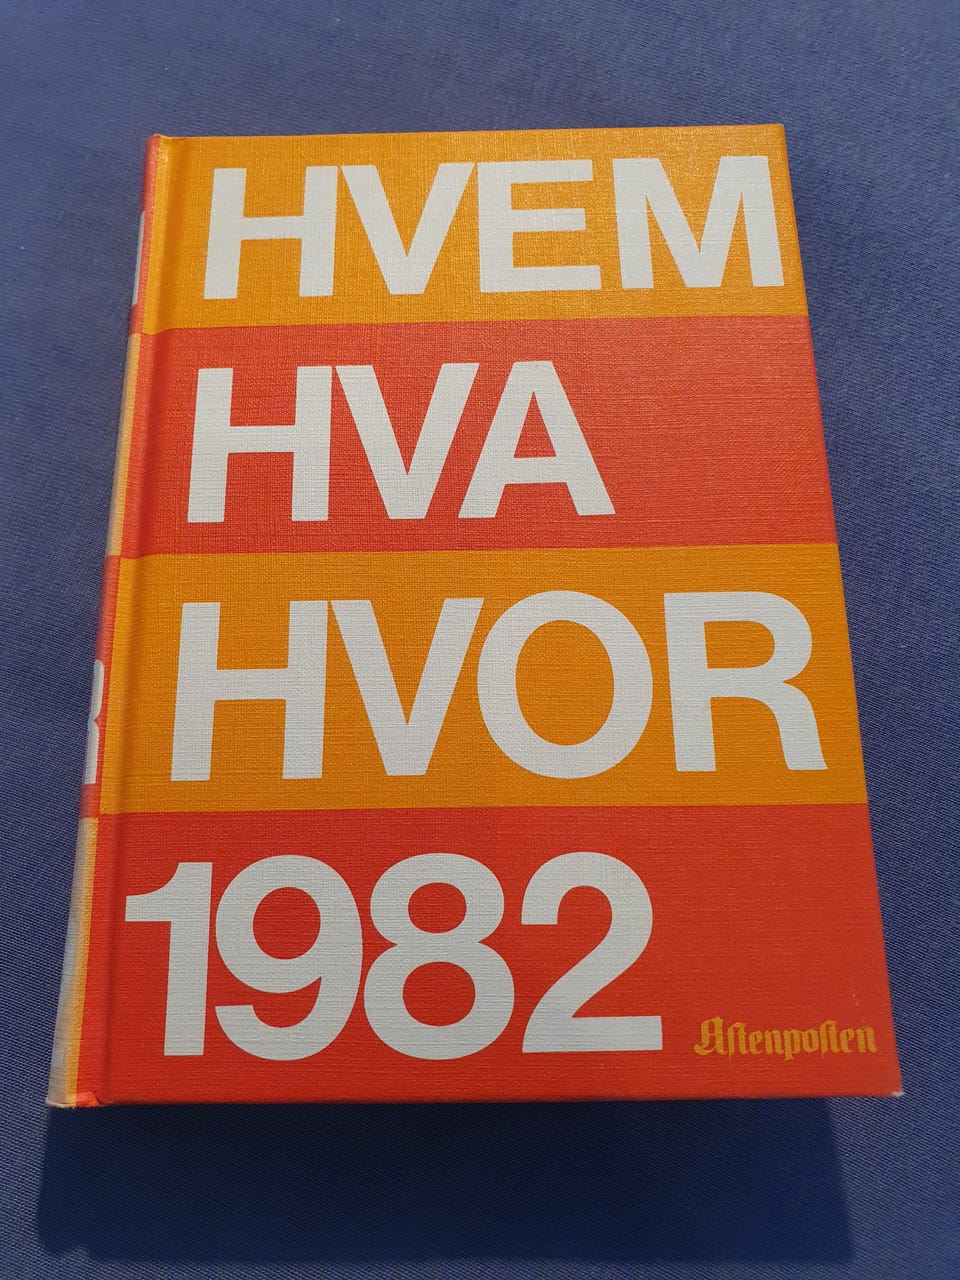 HVEM
HVA
HVOR
1982
Aftenposten